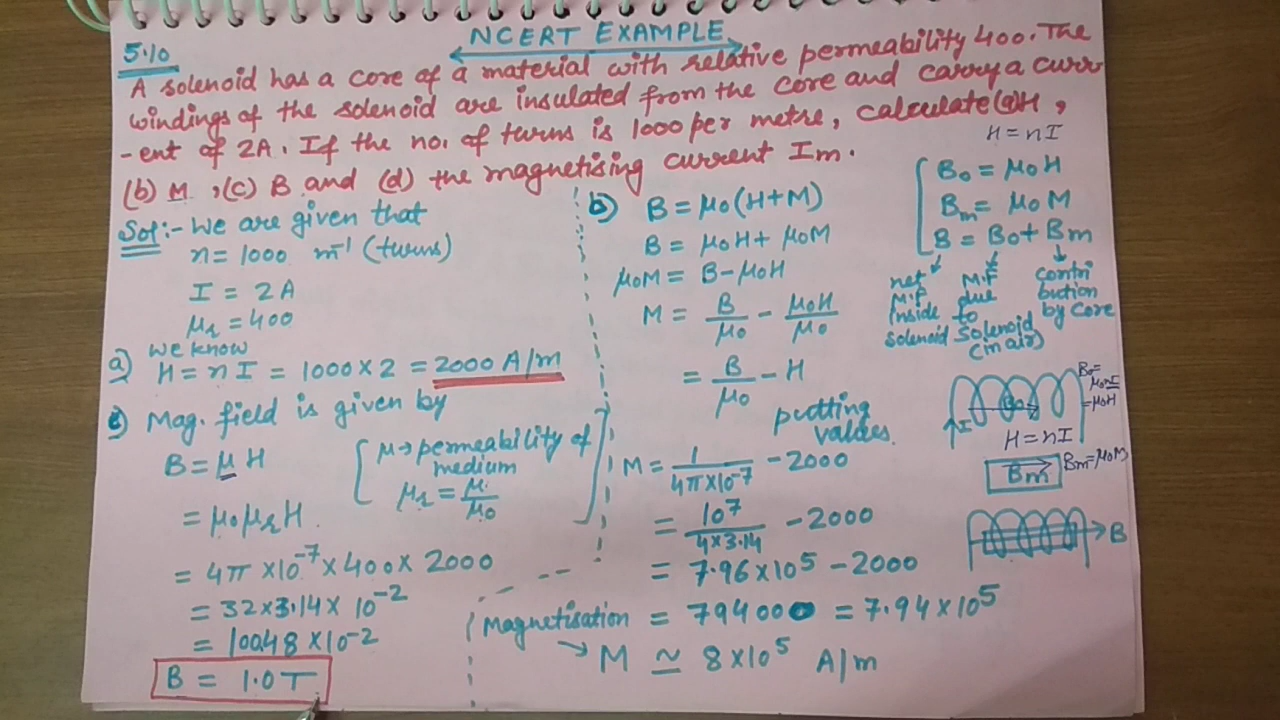 NCERT EXAMPLE
5.10
A solenoid has a core of a material with relative permeability 400. The
windings of the solenoid are insulated from the core and carry a curr
-ent of 2A. If the no. of turns is 1000 per metre, calculate (a) H,
(b) M, (c) B and (d) the magnetising current Im.
Sol:- We are given that
n = 1000 m⁻¹ (turns)
I = 2A
μr = 400
a) we know
H = n I = 1000 × 2 = 2000 A/m
c) Mag. field is given by
B = μ H
[ μ → permeability of
medium
μr = μ/μ₀ ]
= μ₀μrH.
= 4π × 10⁻⁷ × 400 × 2000
= 32 × 3.14 × 10⁻²
= 100.48 × 10⁻²
B = 1.0 T
b) B = μ₀ (H + M)
B = μ₀H + μ₀M
μ₀M = B - μ₀H
M = B/μ₀ - μ₀H/μ₀
= B/μ₀ - H
putting
values.
M = 1/4π×10⁻⁷ - 2000
= 10⁷/4×3.14 - 2000
= 7.96 × 10⁵ - 2000
Magnetisation = 794000 = 7.94 × 10⁵
→ M ≃ 8 × 10⁵ A/m
H = nI
B₀ = μ₀H
Bm = μ₀ M
B = B₀ + Bm
net
M.F
inside
solenoid
M.F
due
to
Solenoid
(in air)
contri
bution
by core
B₀ =
μ₀nI
= μ₀H
B₀
I
H = nI
Bm
Bm = μ₀M
B